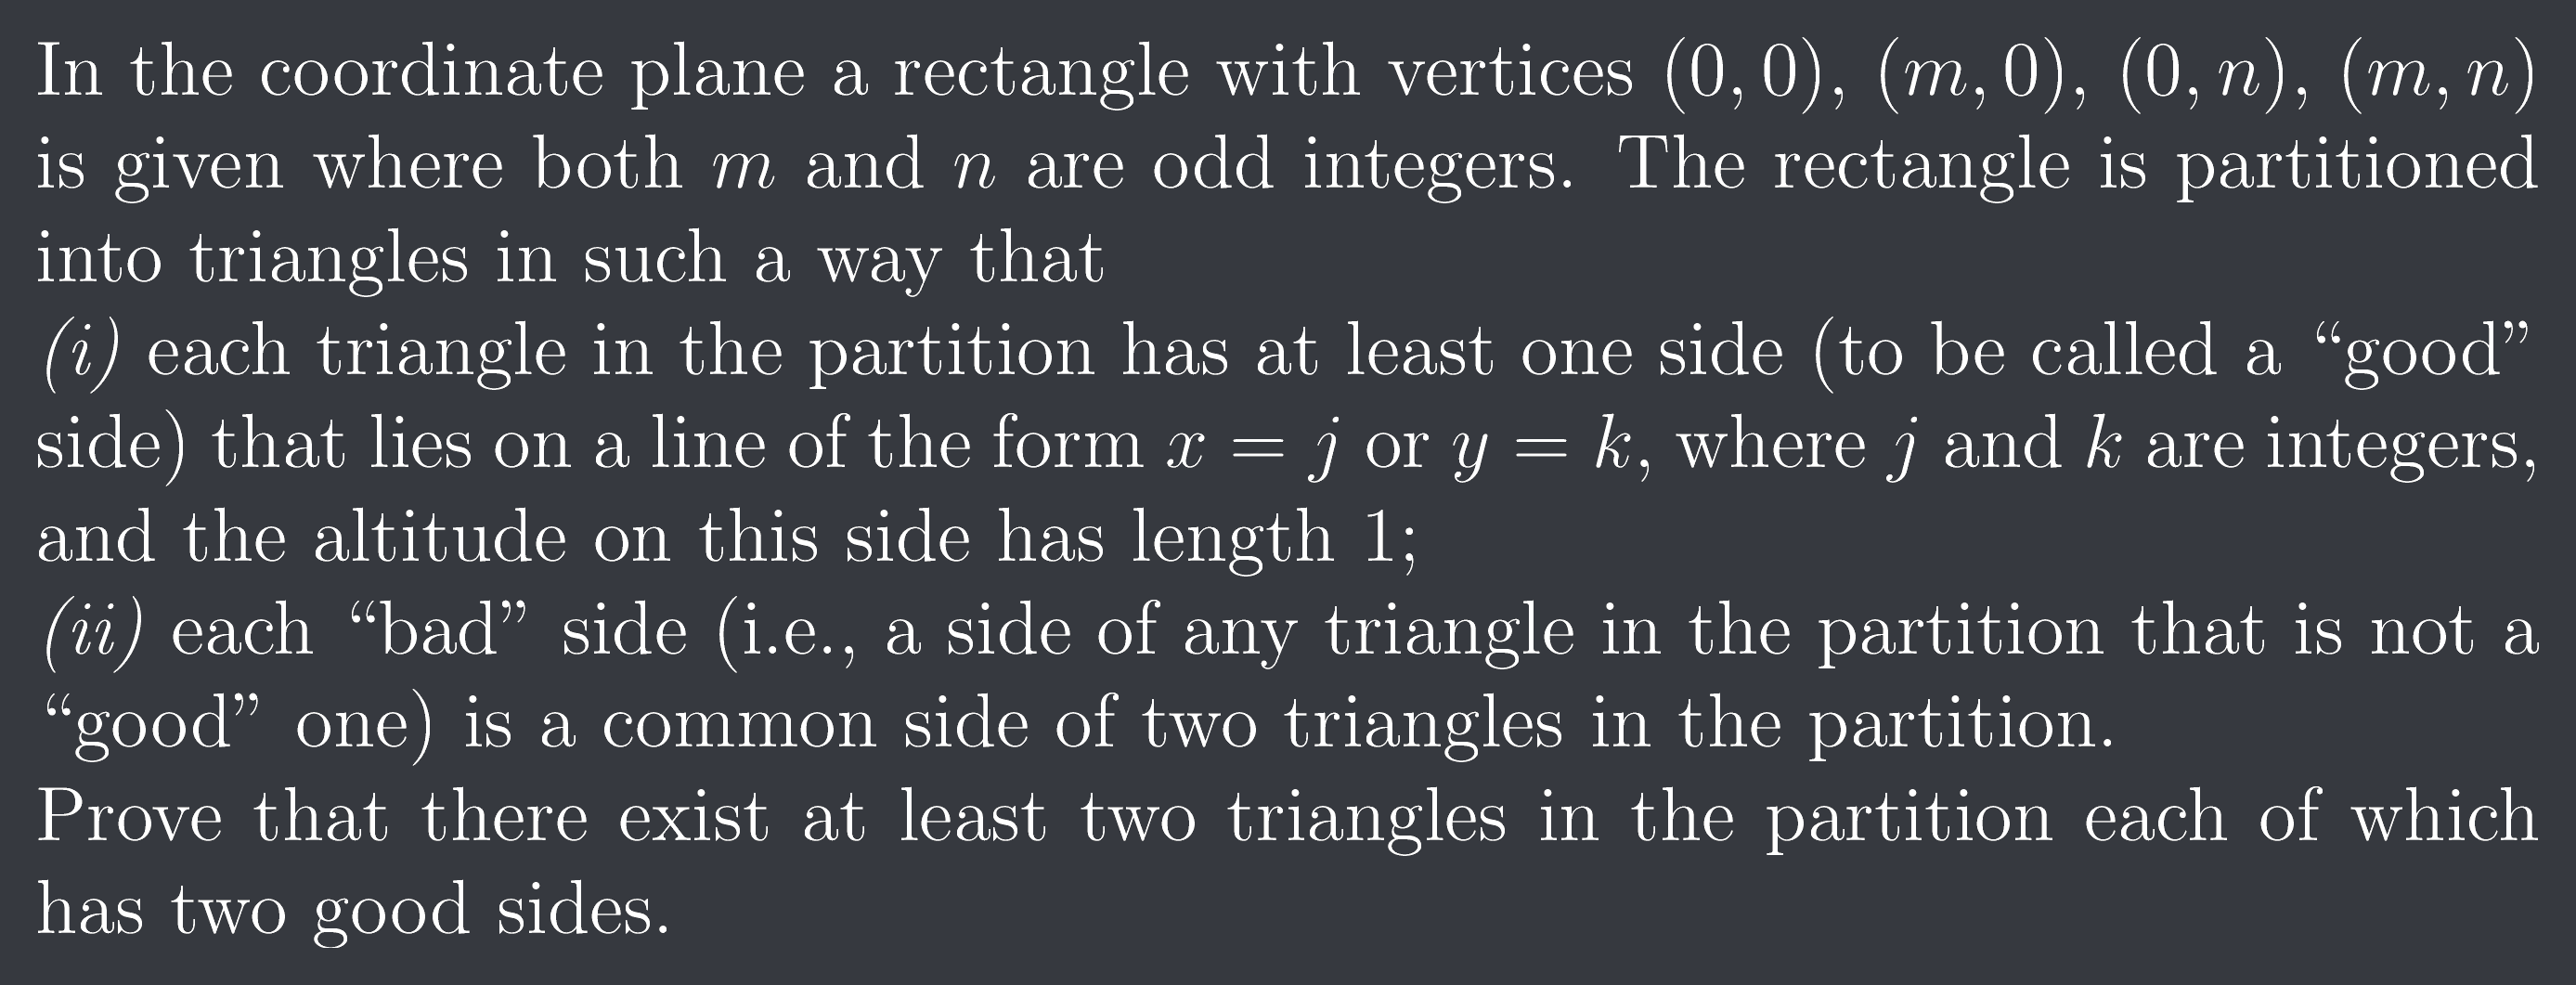 In the coordinate plane a rectangle with vertices (0, 0), (m, 0), (0, n), (m, n)
is given where both m and n are odd integers. The rectangle is partitioned
into triangles in such a way that
(i) each triangle in the partition has at least one side (to be called a “good”
side) that lies on a line of the form x = j or y = k, where j and k are integers,
and the altitude on this side has length 1;
(ii) each “bad” side (i.e., a side of any triangle in the partition that is not a
“good” one) is a common side of two triangles in the partition.
Prove that there exist at least two triangles in the partition each of which
has two good sides.